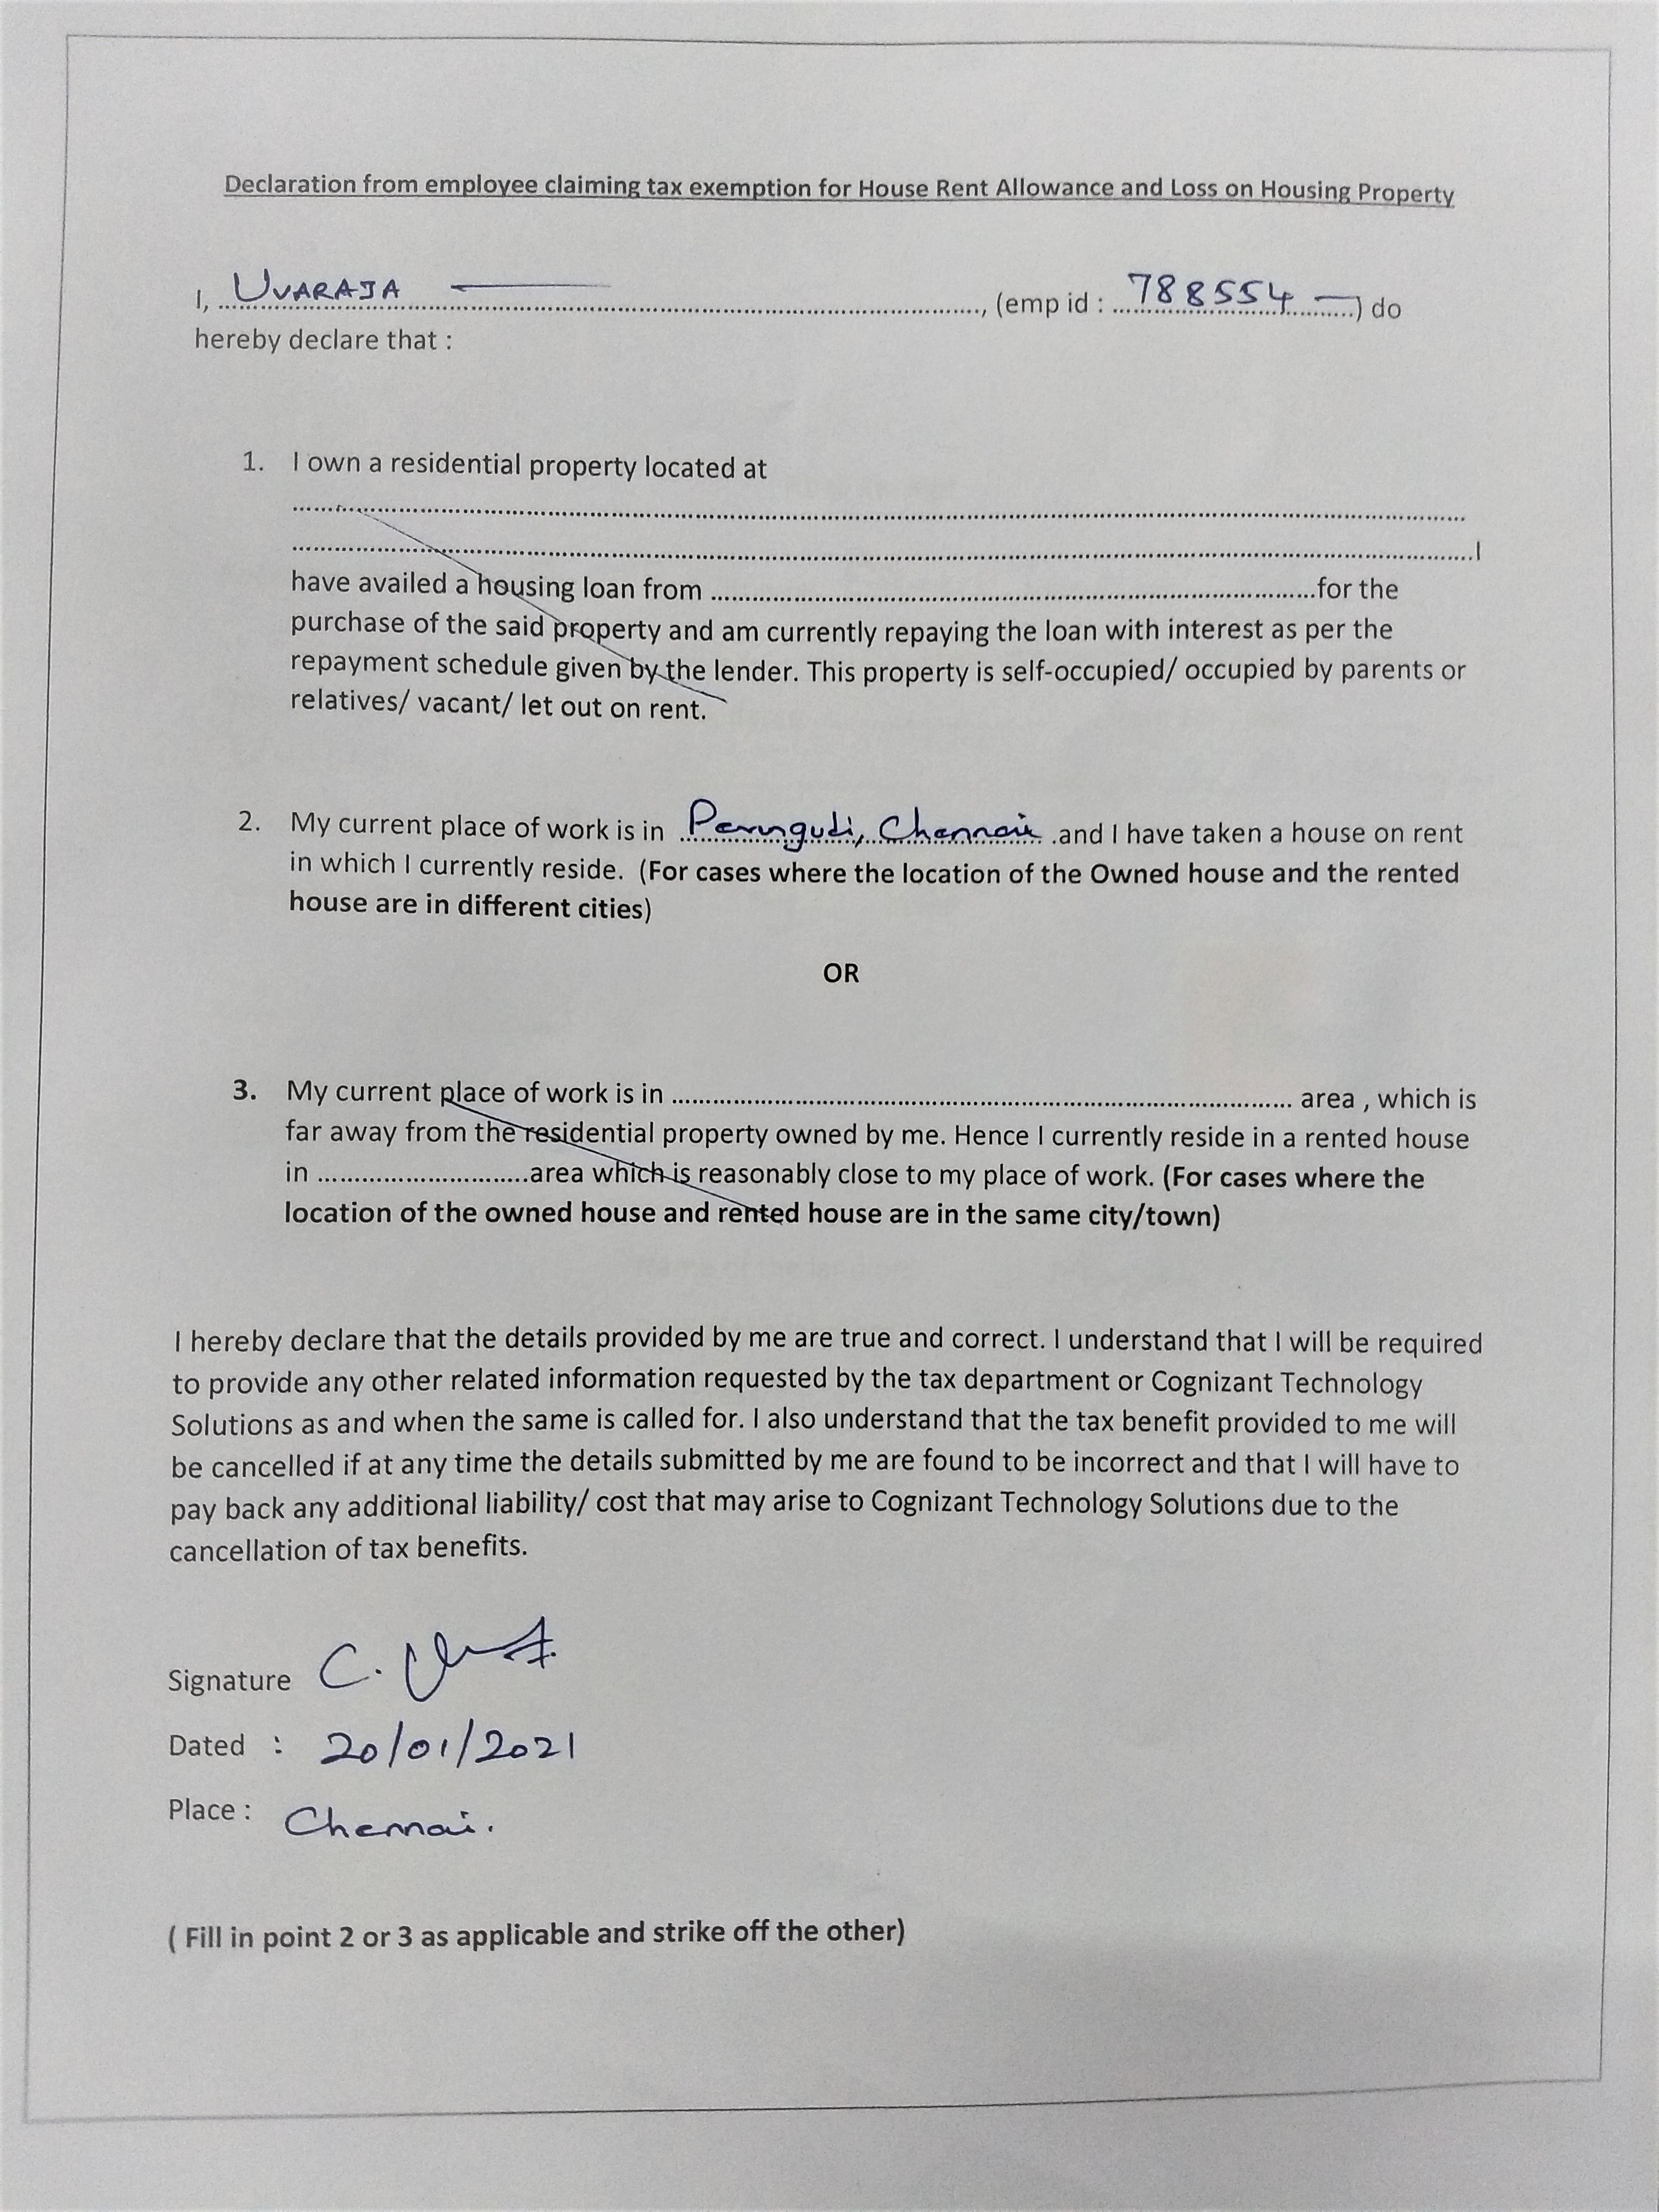 Declaration from employee claiming tax exemption for House Rent Allowance and Loss on Housing Property
I, UVARAJA ........................................................, (emp id : 788554 ..........) do
hereby declare that :
1. I own a residential property located at
................................................................................................................
................................................................................................................I
have availed a housing loan from ............................................................for the
purchase of the said property and am currently repaying the loan with interest as per the
repayment schedule given by the lender. This property is self-occupied/ occupied by parents or
relatives/ vacant/ let out on rent.
2. My current place of work is in Perungudi, Chennai .and I have taken a house on rent
in which I currently reside. (For cases where the location of the Owned house and the rented
house are in different cities)
OR
3. My current place of work is in ............................................................ area , which is
far away from the residential property owned by me. Hence I currently reside in a rented house
in ..............................area which is reasonably close to my place of work. (For cases where the
location of the owned house and rented house are in the same city/town)
I hereby declare that the details provided by me are true and correct. I understand that I will be required
to provide any other related information requested by the tax department or Cognizant Technology
Solutions as and when the same is called for. I also understand that the tax benefit provided to me will
be cancelled if at any time the details submitted by me are found to be incorrect and that I will have to
pay back any additional liability/ cost that may arise to Cognizant Technology Solutions due to the
cancellation of tax benefits.
Signature C.
Dated : 20/01/2021
Place : Chennai.
( Fill in point 2 or 3 as applicable and strike off the other)